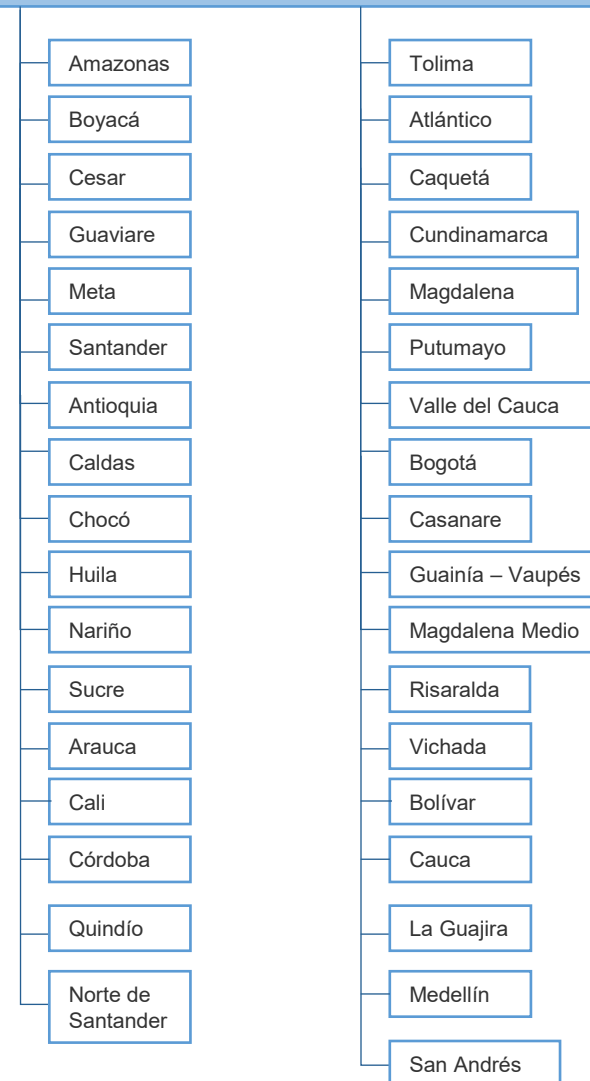 Amazonas
Boyacá
Cesar
Guaviare
Meta
Santander
Antioquia
Caldas
Chocó
Huila
Nariño
Sucre
Arauca
Cali
Córdoba
Quindío
Norte de
Santander
Tolima
Atlántico
Caquetá
Cundinamarca
Magdalena
Putumayo
Valle del Cauca
Bogotá
Casanare
Guainía – Vaupés
Magdalena Medio
Risaralda
Vichada
Bolívar
Cauca
La Guajira
Medellín
San Andrés